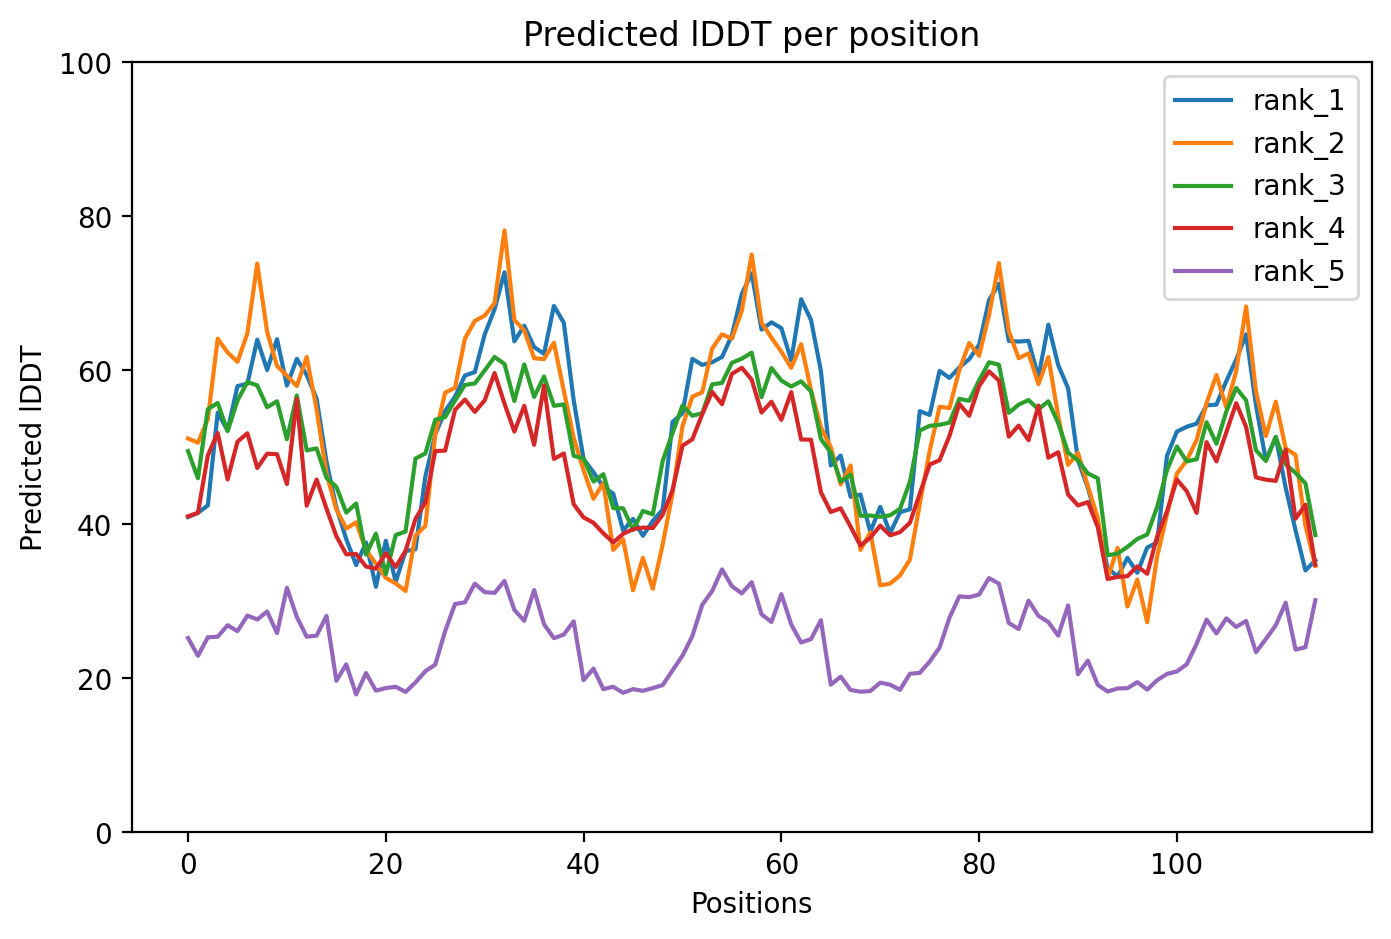 Predicted lDDT per position
100
80
60
40
20
0
Predicted lDDT
0 20 40 60 80 100
Positions
rank_1
rank_2
rank_3
rank_4
rank_5